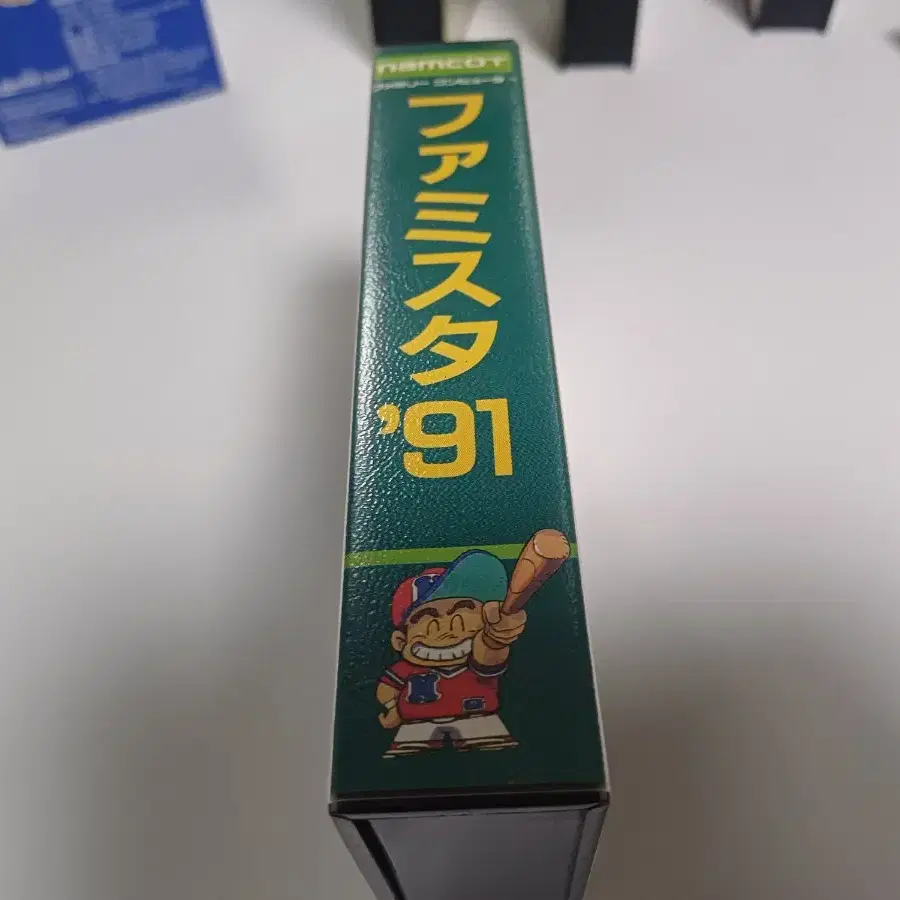 namcot
ファミリー コンピュータ
ファミスタ
'91